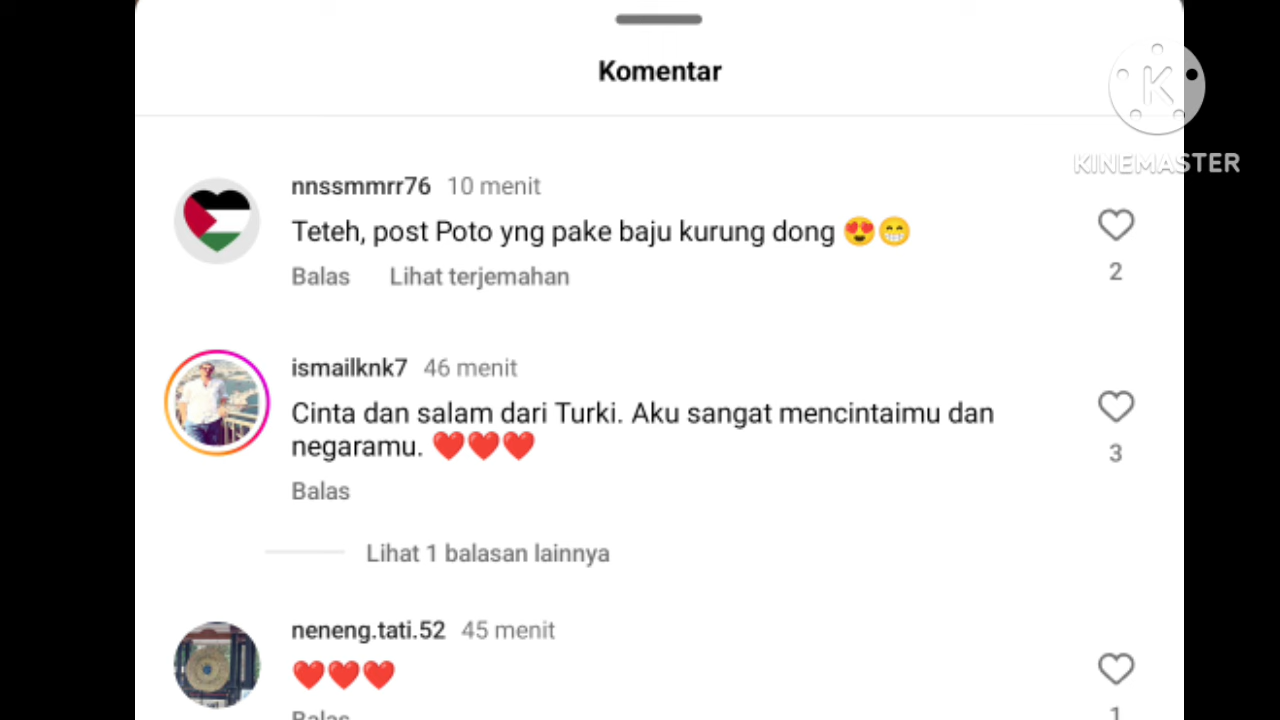 Komentar
K
KINEMASTER
nnssmmrr76 10 menit
Teteh, post Poto yng pake baju kurung dong 😍😁
2
Balas Lihat terjemahan
ismailknk7 46 menit
Cinta dan salam dari Turki. Aku sangat mencintaimu dan
negaramu. ❤️❤️❤️
3
Balas
Lihat 1 balasan lainnya
neneng.tati.52 45 menit
❤️❤️❤️
1
Balas